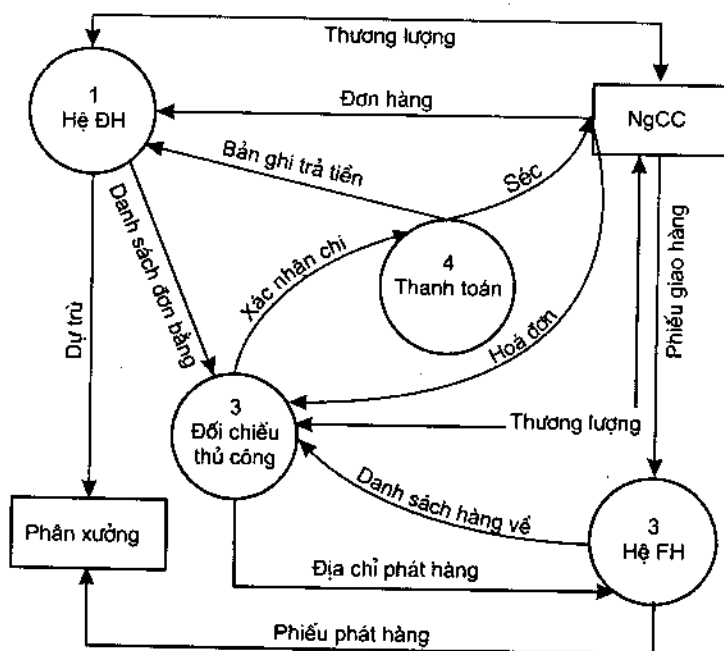 Thương lượng
1
Hệ ĐH
Đơn hàng
NgCC
Bản ghi trả tiền
Séc
Danh sách đơn bằng
Xác nhân chi
4
Thanh toán
Phiếu giao hàng
Dự trù
Hoá đơn
3
Đối chiếu
thủ công
Thương lượng
Danh sách hàng về
Phân xưởng
3
Hệ FH
Địa chỉ phát hàng
Phiếu phát hàng